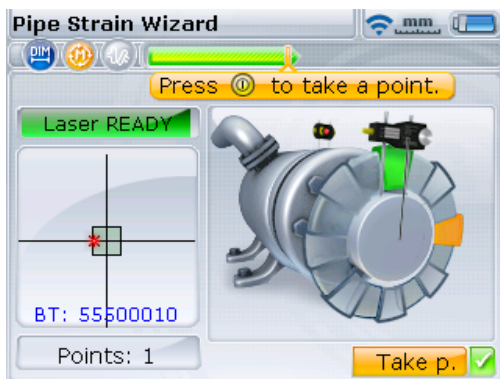 Pipe Strain Wizard
mm
DIM
M
Press to take a point.
Laser READY
BT: 55500010
Points: 1
Take p.